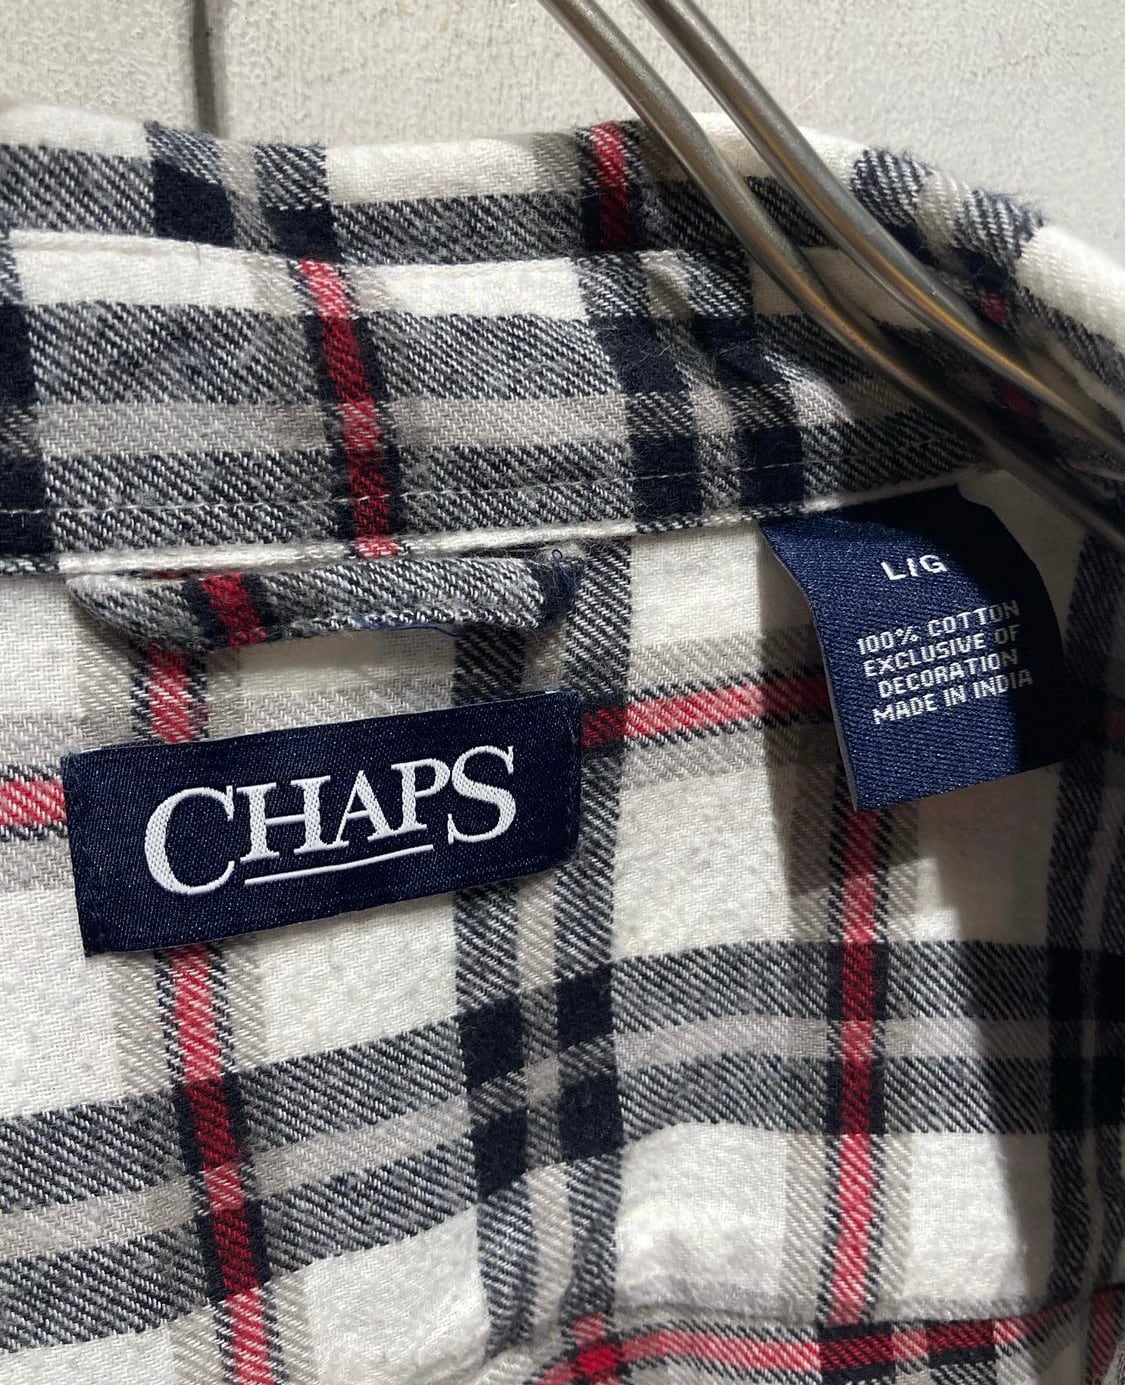 CHAPS
L/G
100% COTTON
EXCLUSIVE OF
DECORATION
MADE IN INDIA